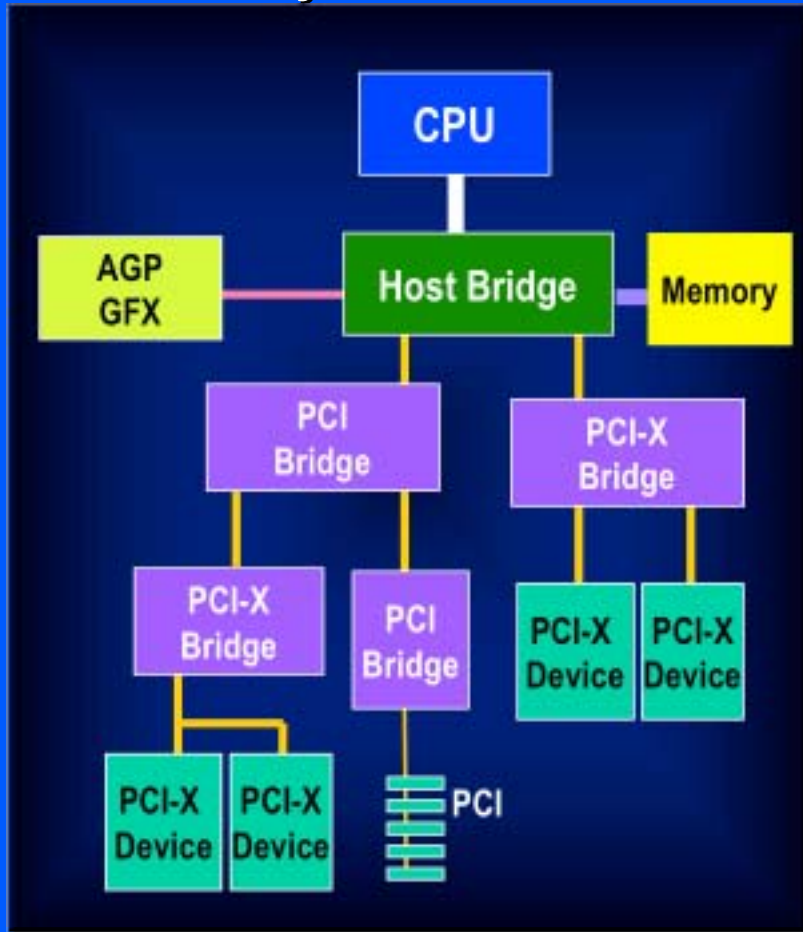 CPU
AGP
GFX
Host Bridge
Memory
PCI
Bridge
PCI-X
Bridge
PCI-X
Bridge
PCI
Bridge
PCI-X
Device
PCI-X
Device
PCI-X
Device
PCI-X
Device
PCI